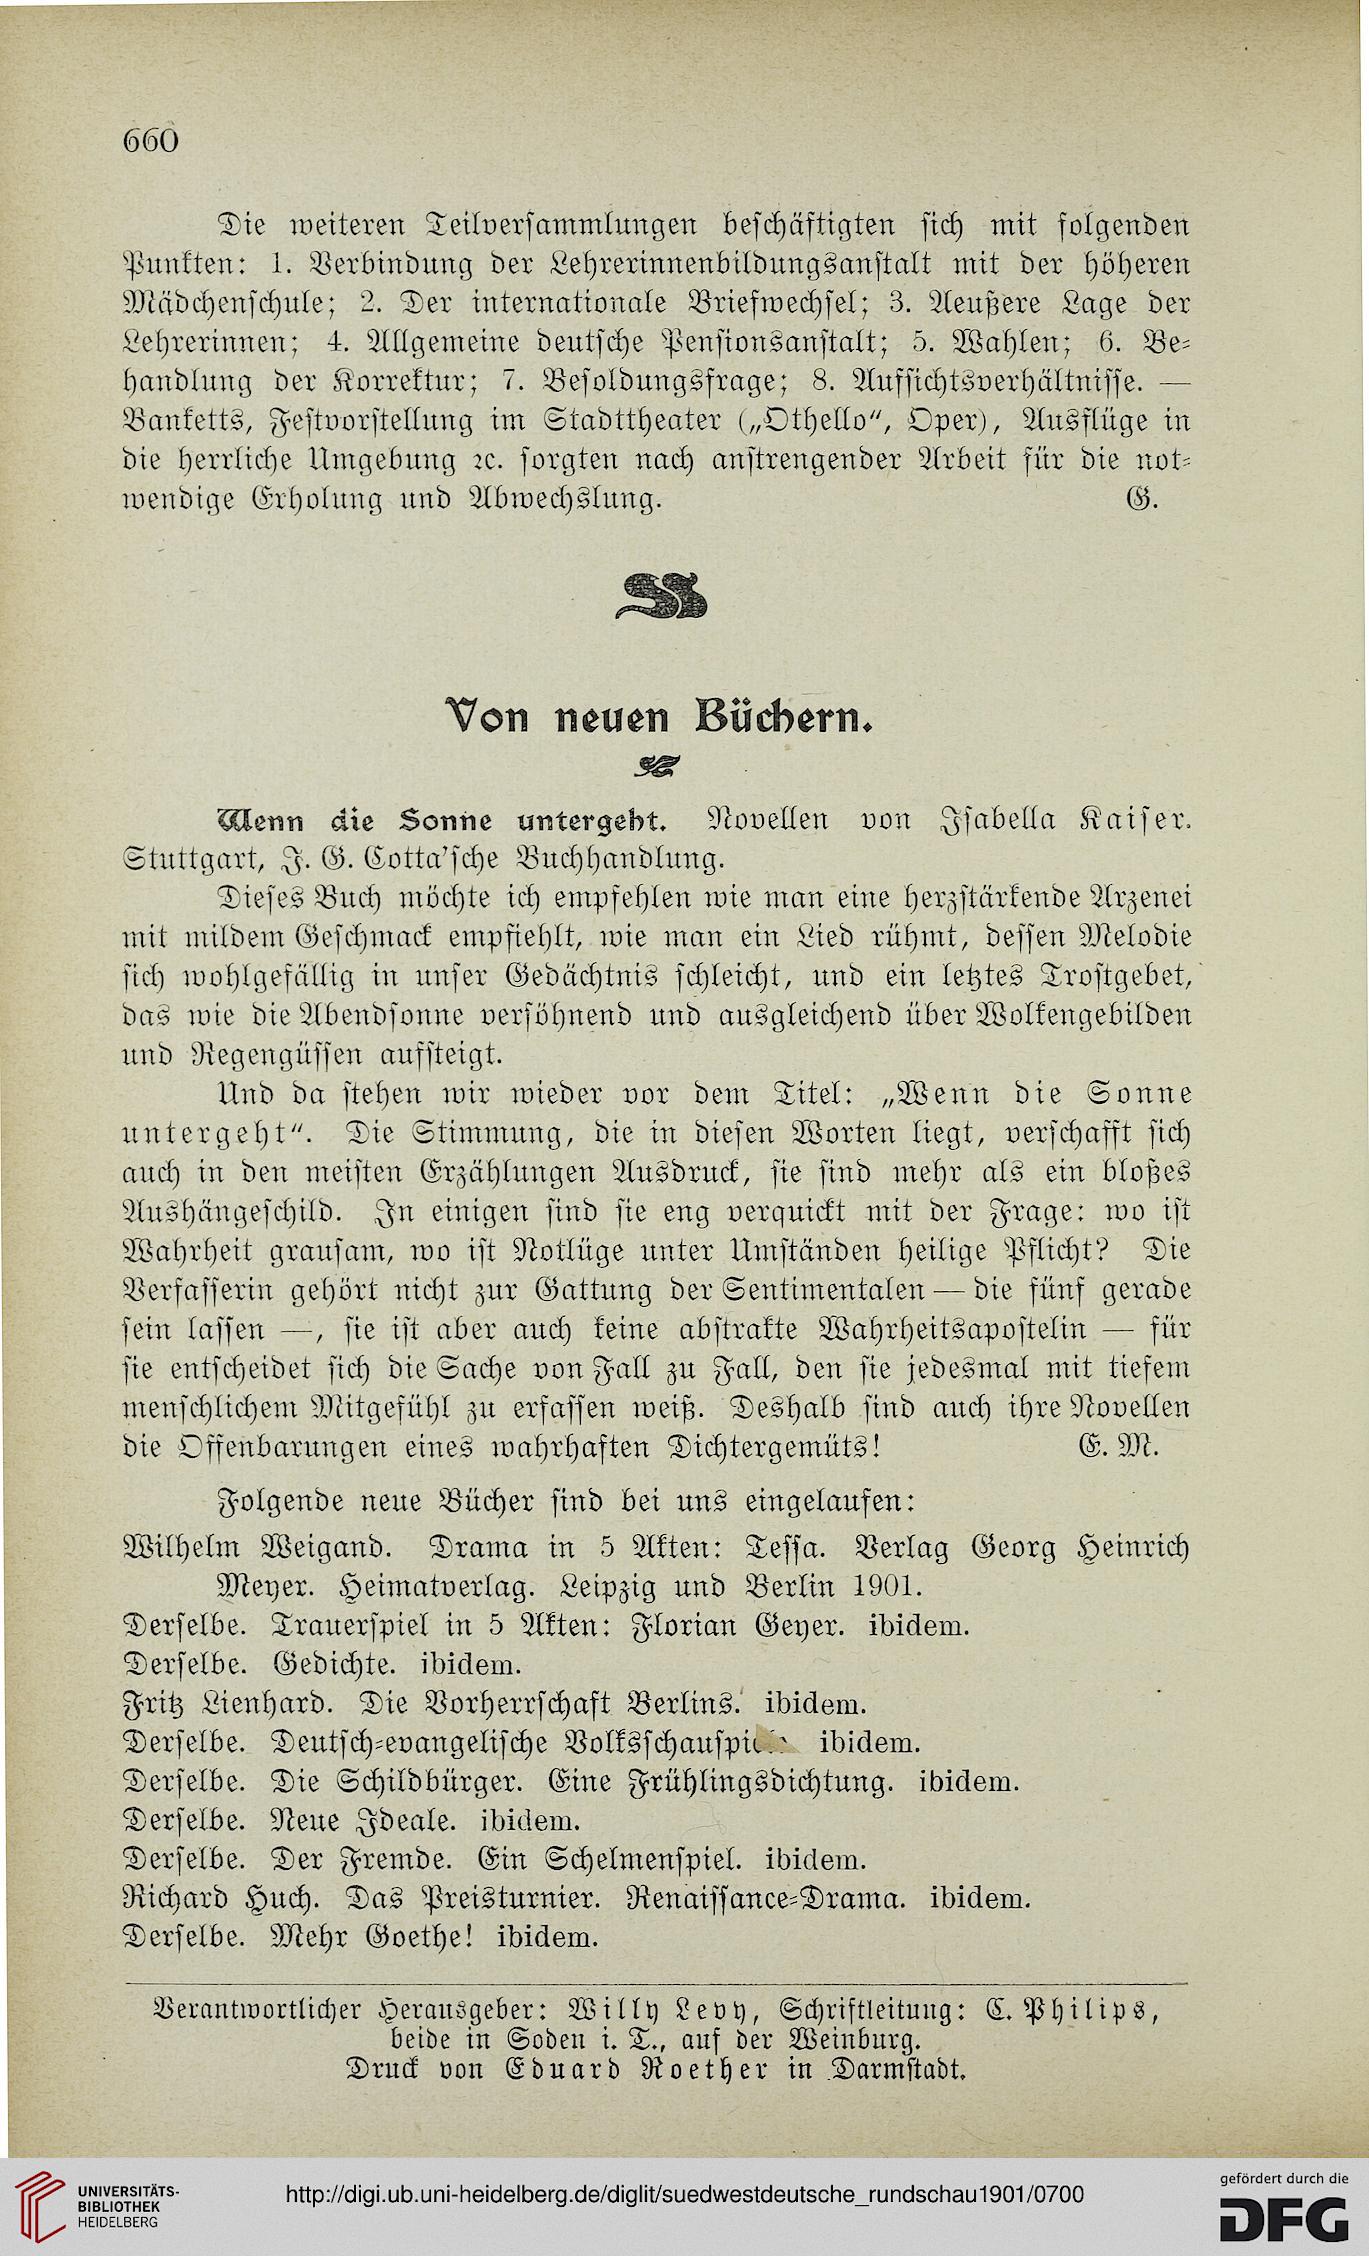 660
Die weiteren Teilversammlungen beschäftigten sich mit folgenden
Punkten: 1. Verbindung der Lehrerinnenbildungsanstalt mit der höheren
Mädchenschule; 2. Der internationale Briefwechsel; 3. Aeußere Lage der
Lehrerinnen; 4. Allgemeine deutsche Pensionsanstalt; 5. Wahlen; 6. Be-
handlung der Korrektur; 7. Besoldungsfrage; 8. Aufsichtsverhältnisse. —
Banketts, Festvorstellung im Stadttheater („Othello“, Oper), Ausflüge in
die herrliche Umgebung ꝛc. sorgten nach anstrengender Arbeit für die not-
wendige Erholung und Abwechslung. G.
Von neuen Büchern.
Wenn die Sonne untergeht. Novellen von Isabella Kaiser.
Stuttgart, J. G. Cotta’sche Buchhandlung.
Dieses Buch möchte ich empfehlen wie man eine herzstärkende Arzenei
mit mildem Geschmack empfiehlt, wie man ein Lied rühmt, dessen Melodie
sich wohlgefällig in unser Gedächtnis schleicht, und ein letztes Trostgebet,
das wie die Abendsonne versöhnend und ausgleichend über Wolkengebilden
und Regengüssen aufsteigt.
Und da stehen wir wieder vor dem Titel: „Wenn die Sonne
untergeht“. Die Stimmung, die in diesen Worten liegt, verschafft sich
auch in den meisten Erzählungen Ausdruck, sie sind mehr als ein bloßes
Aushängeschild. In einigen sind sie eng verquickt mit der Frage: wo ist
Wahrheit grausam, wo ist Notlüge unter Umständen heilige Pflicht? Die
Verfasserin gehört nicht zur Gattung der Sentimentalen — die fünf gerade
sein lassen —, sie ist aber auch keine abstrakte Wahrheitsapostelin — für
sie entscheidet sich die Sache von Fall zu Fall, den sie jedesmal mit tiefem
menschlichem Mitgefühl zu erfassen weiß. Deshalb sind auch ihre Novellen
die Offenbarungen eines wahrhaften Dichtergemüts! E. M.
Folgende neue Bücher sind bei uns eingelaufen:
Wilhelm Weigand. Drama in 5 Akten: Tessa. Verlag Georg Heinrich
Meyer. Heimatverlag. Leipzig und Berlin 1901.
Derselbe. Trauerspiel in 5 Akten: Florian Geyer. ibidem.
Derselbe. Gedichte. ibidem.
Fritz Lienhard. Die Vorherrschaft Berlins. ibidem.
Derselbe. Deutsch-evangelische ibidem.
Derselbe. Die Schildbürger. Eine Frühlingsdichtung. ibidem.
Derselbe. Neue Ideale. ibidem.
Derselbe. Der Fremde. Ein Schelmenspiel. ibidem.
Richard Huch. Das Preisturnier. Renaissance-Drama. ibidem.
Derselbe. Mehr Goethe! ibidem.
Verantwortlicher Herausgeber: Willy Levy, Schriftleitung: C. Philips,
beide in Soden i. T., auf der Weinburg.
Druck von Eduard Roether in Darmstadt.
UNIVERSITÄTS-
BIBLIOTHEK
HEIDELBERG
http://digi.ub.uni-heidelberg.de/diglit/suedwestdeutsche_rundschau1901/0700
gefördert durch die
DFG